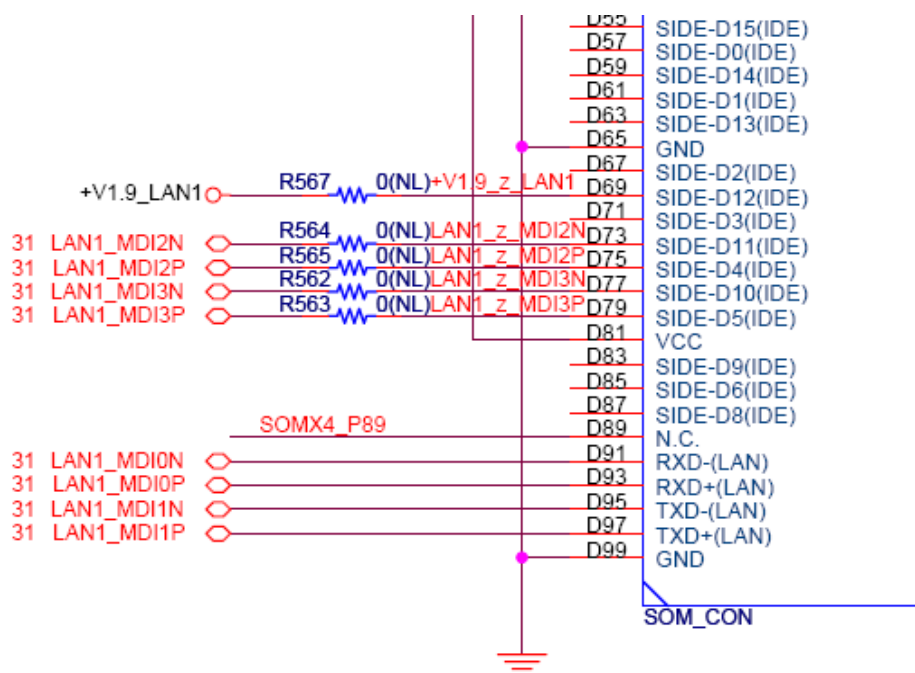 D55 SIDE-D15(IDE)
D57 SIDE-D0(IDE)
D59 SIDE-D14(IDE)
D61 SIDE-D1(IDE)
D63 SIDE-D13(IDE)
D65 GND
D67 SIDE-D2(IDE)
+V1.9_LAN1 R567 0(NL) +V1.9_z_LAN1 D69 SIDE-D12(IDE)
D71 SIDE-D3(IDE)
31 LAN1_MDI2N R564 0(NL) LAN1_z_MDI2N D73 SIDE-D11(IDE)
31 LAN1_MDI2P R565 0(NL) LAN1_z_MDI2P D75 SIDE-D4(IDE)
31 LAN1_MDI3N R562 0(NL) LAN1_z_MDI3N D77 SIDE-D10(IDE)
31 LAN1_MDI3P R563 0(NL) LAN1_z_MDI3P D79 SIDE-D5(IDE)
D81 VCC
D83 SIDE-D9(IDE)
D85 SIDE-D6(IDE)
D87 SIDE-D8(IDE)
SOMX4_P89 D89 N.C.
31 LAN1_MDI0N D91 RXD-(LAN)
31 LAN1_MDI0P D93 RXD+(LAN)
31 LAN1_MDI1N D95 TXD-(LAN)
31 LAN1_MDI1P D97 TXD+(LAN)
D99 GND
SOM_CON